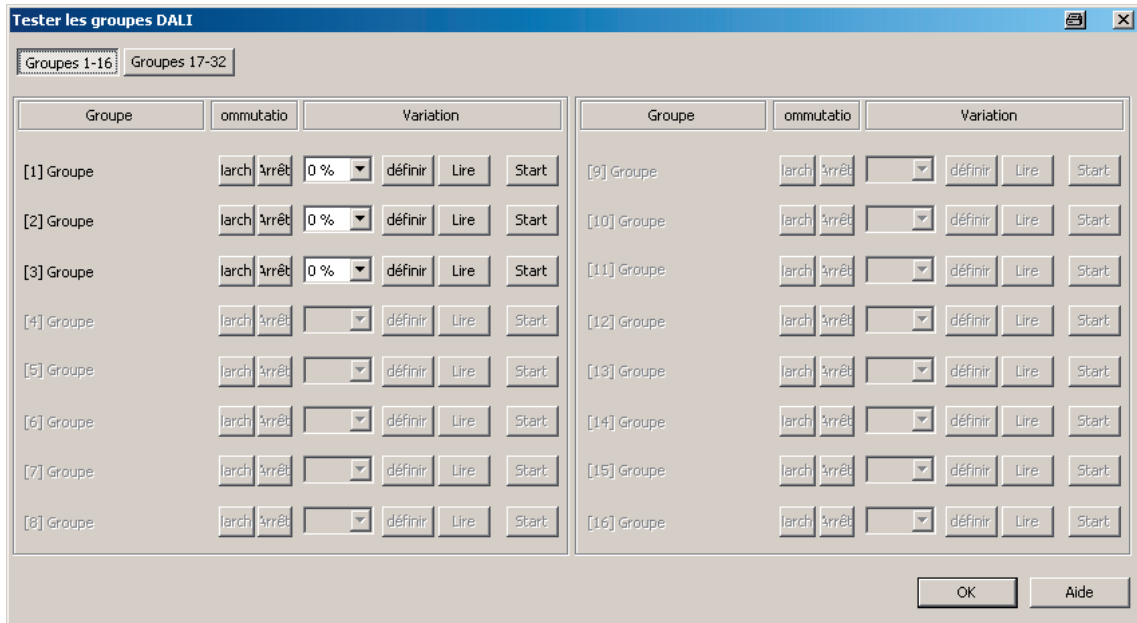 Tester les groupes DALI
Groupes 1-16 Groupes 17-32
Groupe ommutatio Variation Groupe ommutatio Variation
[1] Groupe larch Arrêt 0 % définir Lire Start [9] Groupe larch Arrêt définir Lire Start
[2] Groupe larch Arrêt 0 % définir Lire Start [10] Groupe larch Arrêt définir Lire Start
[3] Groupe larch Arrêt 0 % définir Lire Start [11] Groupe larch Arrêt définir Lire Start
[4] Groupe larch Arrêt définir Lire Start [12] Groupe larch Arrêt définir Lire Start
[5] Groupe larch Arrêt définir Lire Start [13] Groupe larch Arrêt définir Lire Start
[6] Groupe larch Arrêt définir Lire Start [14] Groupe larch Arrêt définir Lire Start
[7] Groupe larch Arrêt définir Lire Start [15] Groupe larch Arrêt définir Lire Start
[8] Groupe larch Arrêt définir Lire Start [16] Groupe larch Arrêt définir Lire Start
OK Aide